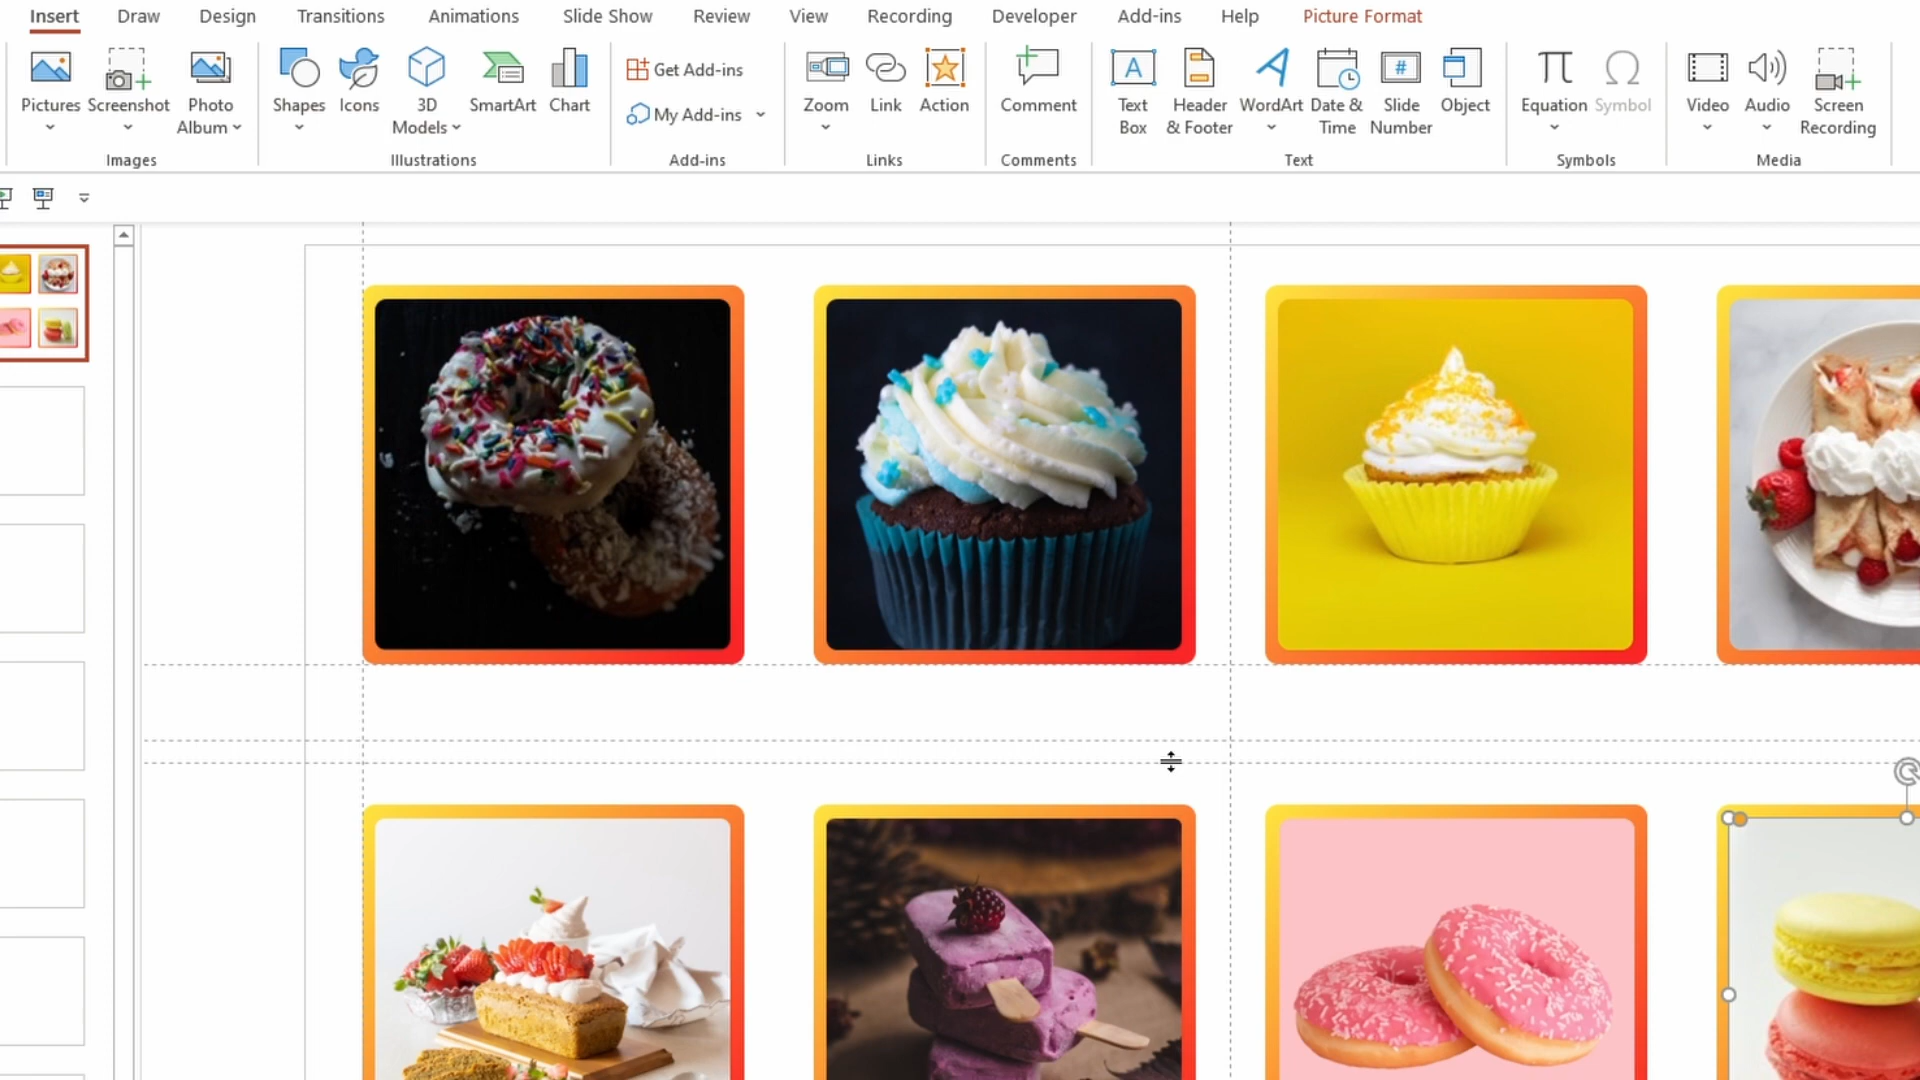 Insert Draw Design Transitions Animations Slide Show Review View Recording Developer Add-ins Help Picture Format
Pictures Screenshot Photo Album
Images
Shapes Icons 3D Models SmartArt Chart
Illustrations
Get Add-ins
My Add-ins
Add-ins
Zoom Link Action
Links
Comment
Comments
Text Box Header & Footer WordArt Date & Time Slide Number Object
Text
Equation Symbol
Symbols
Video Audio Screen Recording
Media